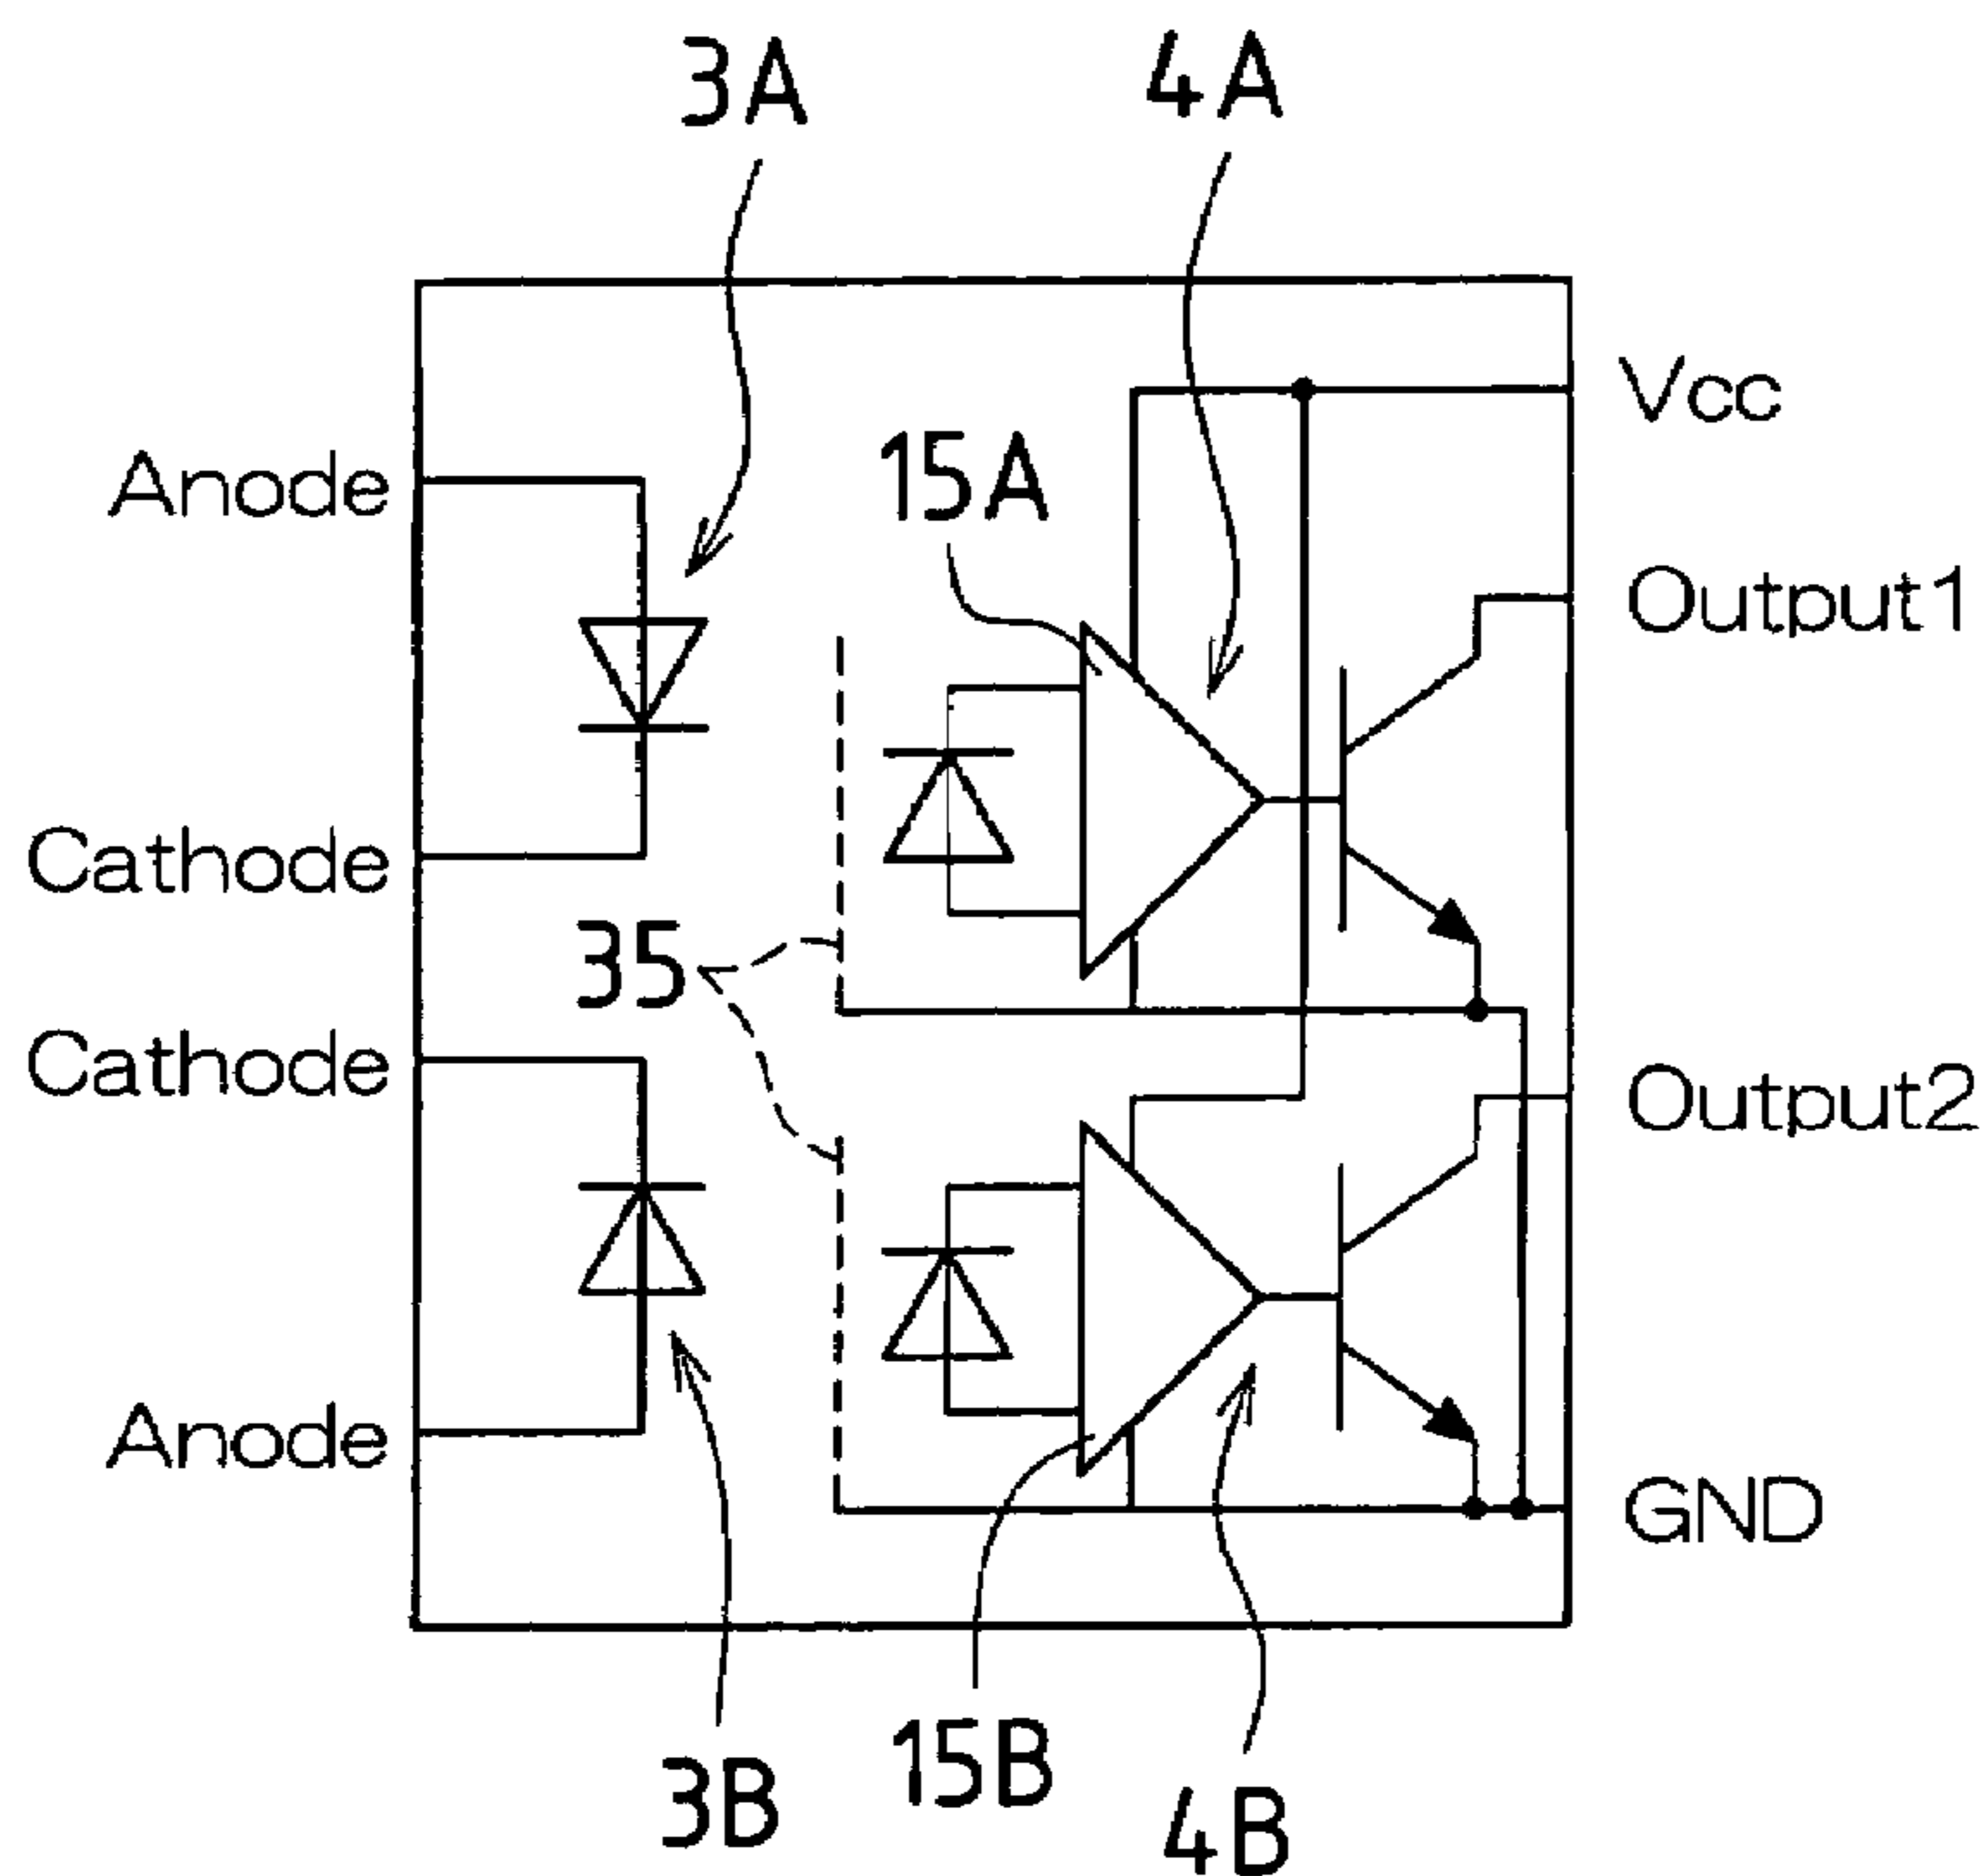 3A
4A
Vcc
Anode
15A
Output1
Cathode
35
Cathode
Output2
Anode
GND
3B
15B
4B